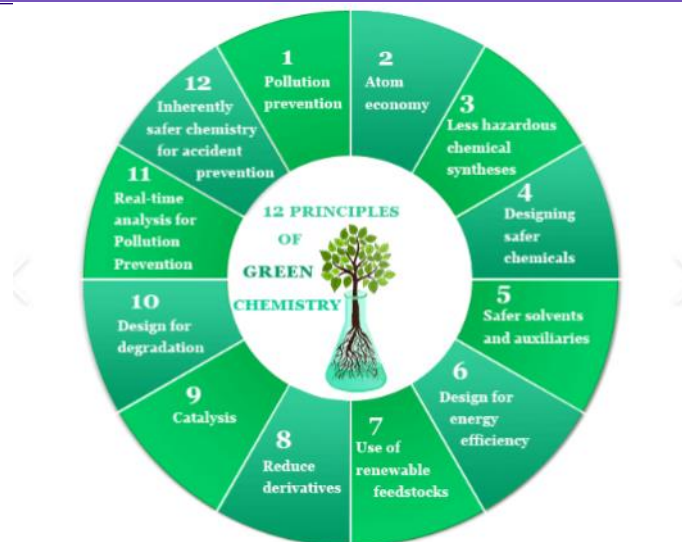 12 PRINCIPLES
OF
GREEN
CHEMISTRY
1
Pollution
prevention
2
Atom
economy
3
Less hazardous
chemical
syntheses
4
Designing
safer
chemicals
5
Safer solvents
and auxiliaries
6
Design for
energy
efficiency
7
Use of
renewable
feedstocks
8
Reduce
derivatives
9
Catalysis
10
Design for
degradation
11
Real-time
analysis for
Pollution
Prevention
12
Inherently
safer chemistry
for accident
prevention